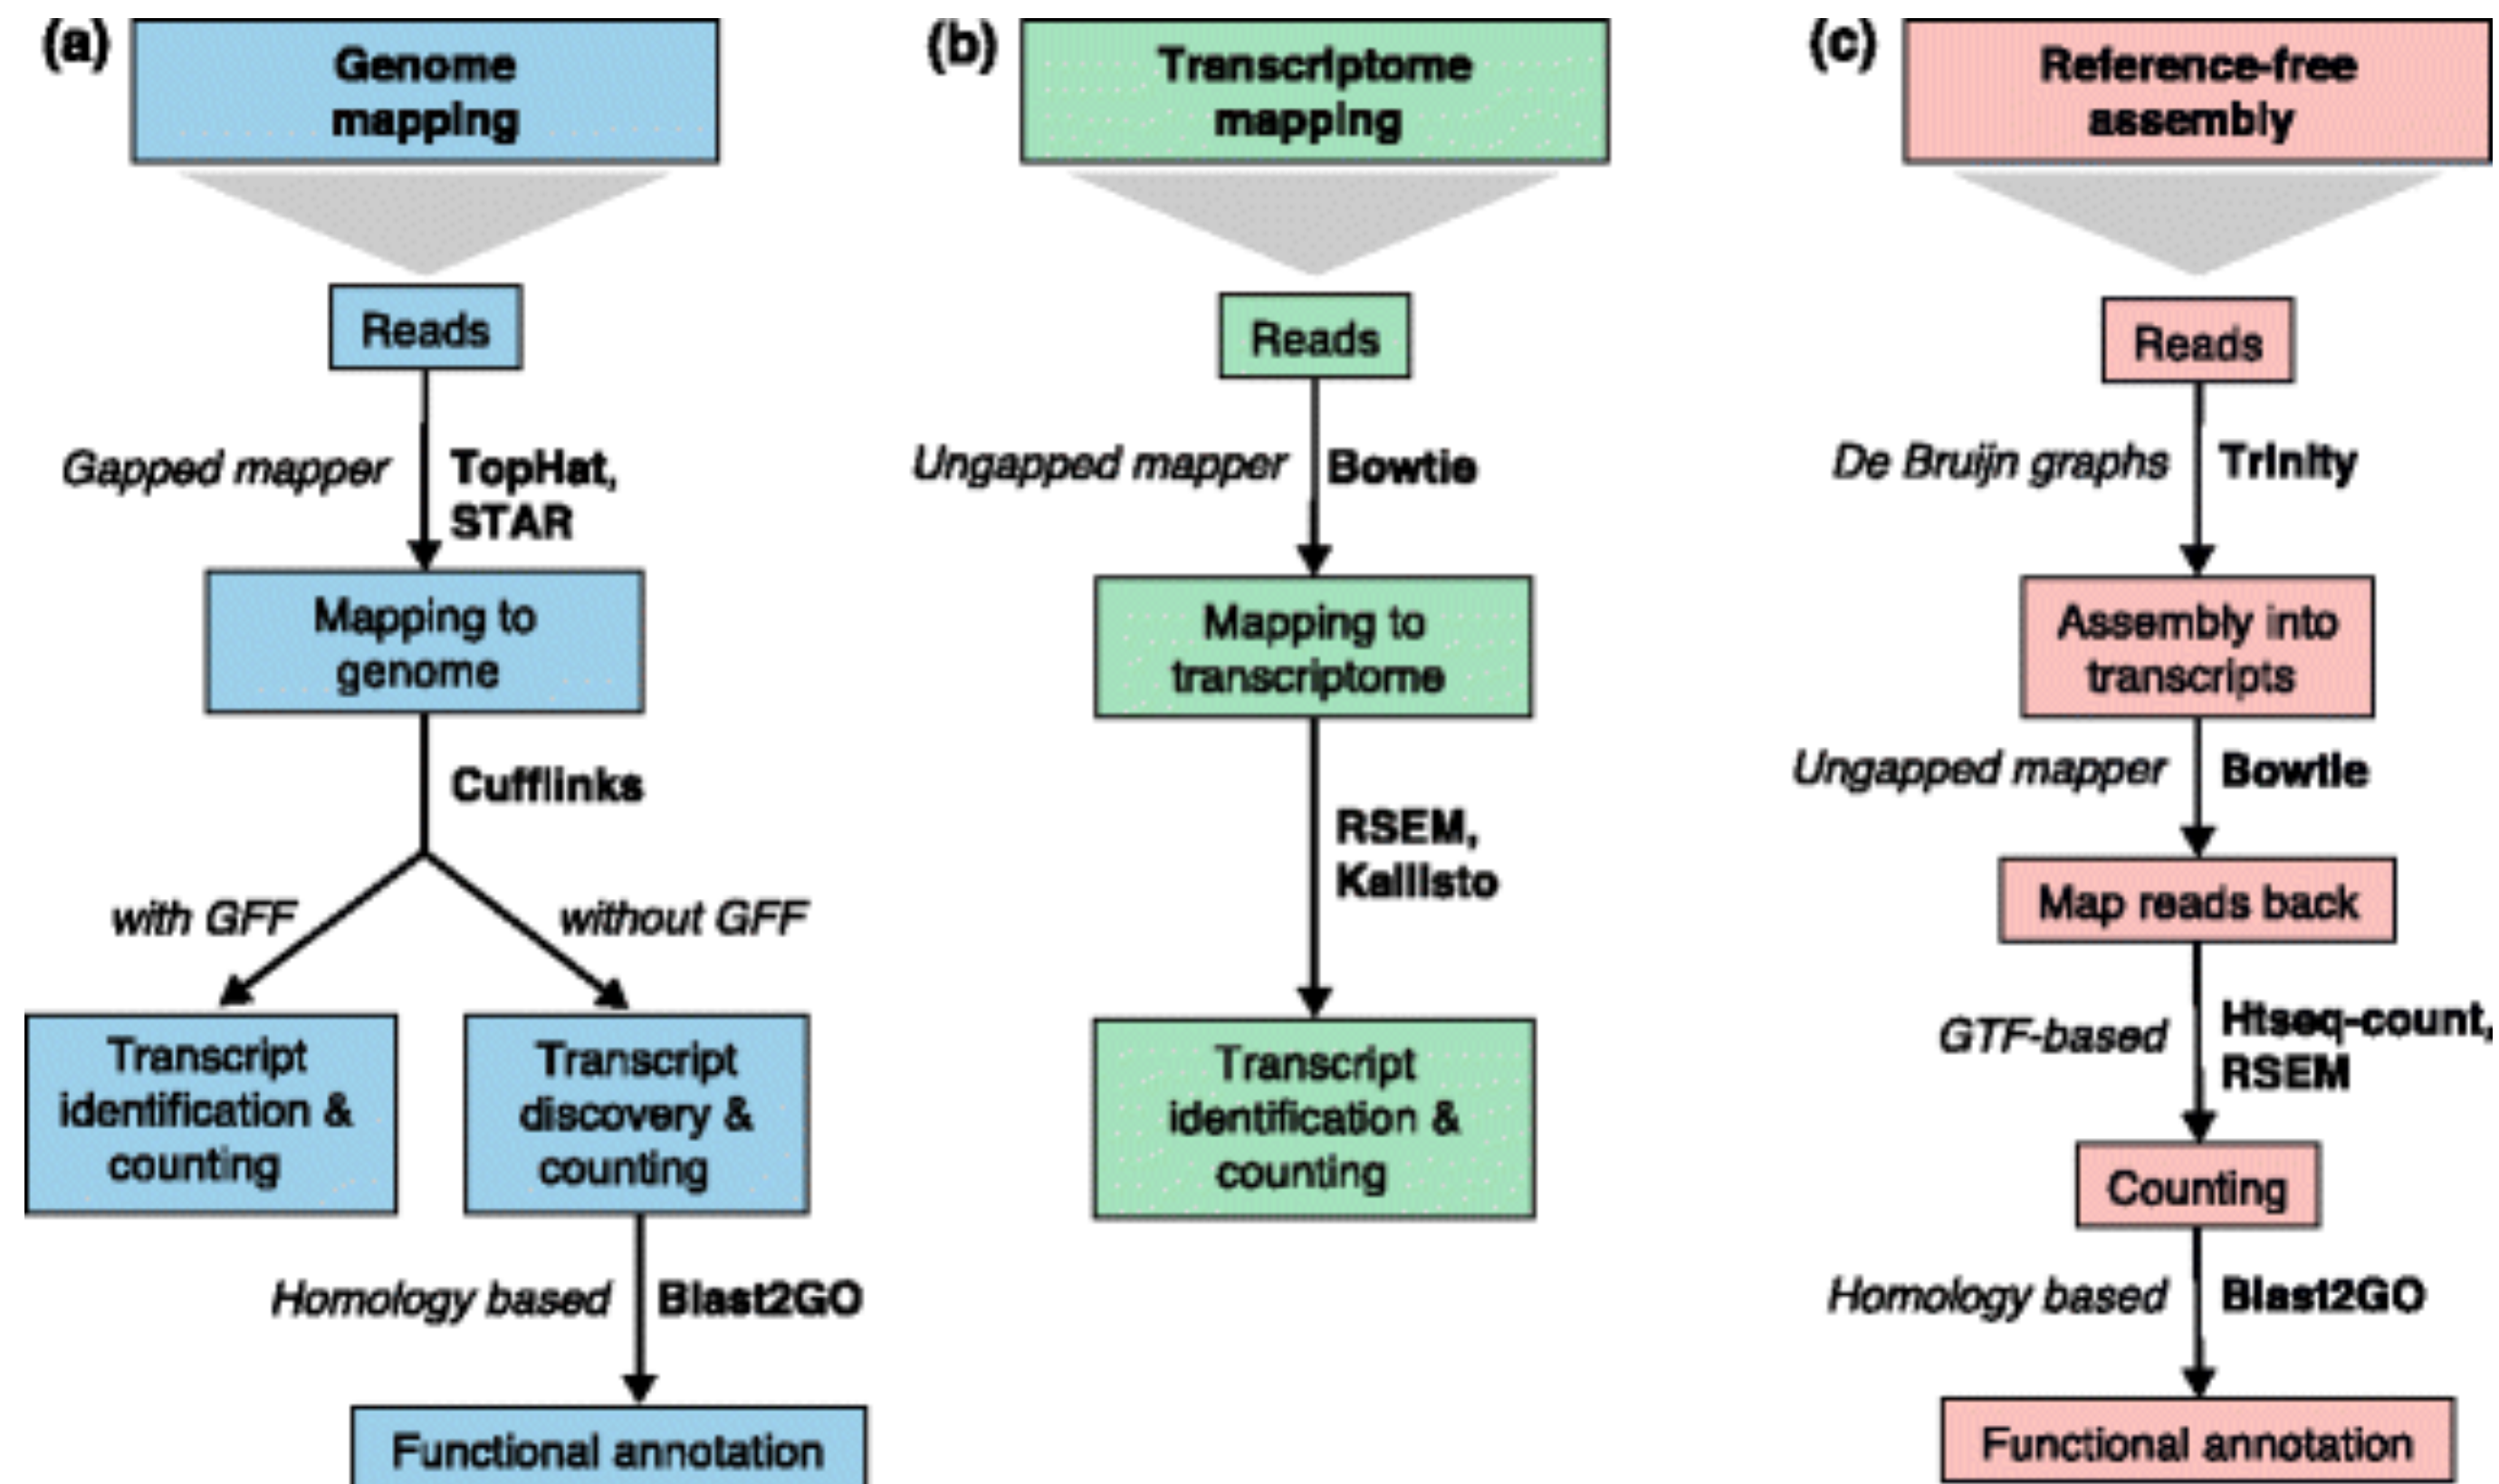 (a)
Genome
mapping
Reads
Gapped mapper
TopHat,
STAR
Mapping to
genome
Cufflinks
with GFF
without GFF
Transcript
identification &
counting
Transcript
discovery &
counting
Homology based
Blast2GO
Functional annotation
(b)
Transcriptome
mapping
Reads
Ungapped mapper
Bowtie
Mapping to
transcriptome
RSEM,
Kallisto
Transcript
identification &
counting
(c)
Reference-free
assembly
Reads
De Bruijn graphs
Trinity
Assembly into
transcripts
Ungapped mapper
Bowtie
Map reads back
GTF-based
Htseq-count,
RSEM
Counting
Homology based
Blast2GO
Functional annotation